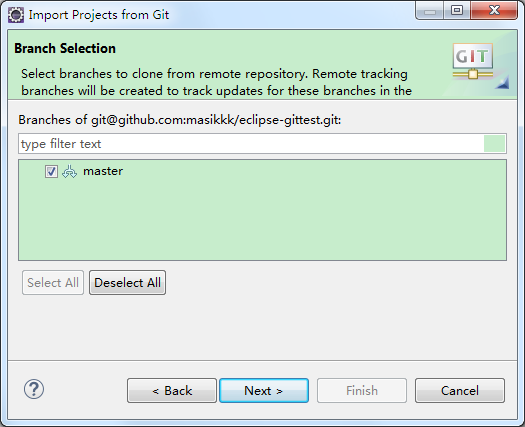 Import Projects from Git
Branch Selection
GIT
Select branches to clone from remote repository. Remote tracking
branches will be created to track updates for these branches in the
Branches of git@github.com:masikkk/eclipse-gittest.git:
type filter text
master
Select All Deselect All
? < Back Next > Finish Cancel